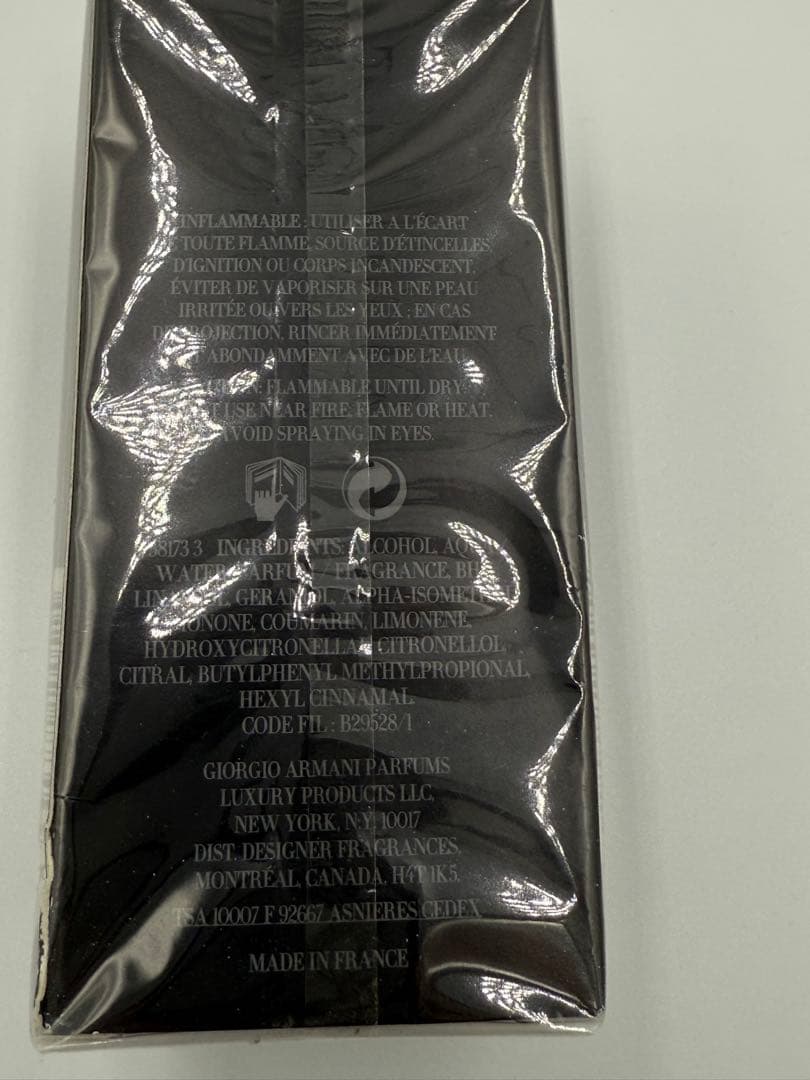 INFLAMMABLE : UTILISER A L'ÉCART
TOUTE FLAMME, SOURCE D'ÉTINCELLES
D'IGNITION OU CORPS INCANDESCENT.
ÉVITER DE VAPORISER SUR UNE PEAU
IRRITÉE OU VERS LES YEUX ; EN CAS
DE PROJECTION, RINCER IMMÉDIATEMENT
ABONDAMMENT AVEC DE L'EAU.
FLAMMABLE UNTIL DRY.
USE NEAR FIRE, FLAME OR HEAT.
AVOID SPRAYING IN EYES.
INGREDIENTS: ALCOHOL,
WATER, PARFUM / FRAGRANCE,
GERANIOL,
COUMARIN, LIMONENE,
HYDROXYCITRONELLAL, CITRONELLOL,
CITRAL, BUTYLPHENYL METHYLPROPIONAL,
HEXYL CINNAMAL.
CODE FIL : B29528/1
GIORGIO ARMANI PARFUMS
LUXURY PRODUCTS LLC,
NEW YORK, N-Y 10017
DIST. DESIGNER FRAGRANCES,
MONTRÉAL, CANADA, H4T 1K5.
TSA 10007 F 92667 ASNIERES CEDEX
MADE IN FRANCE